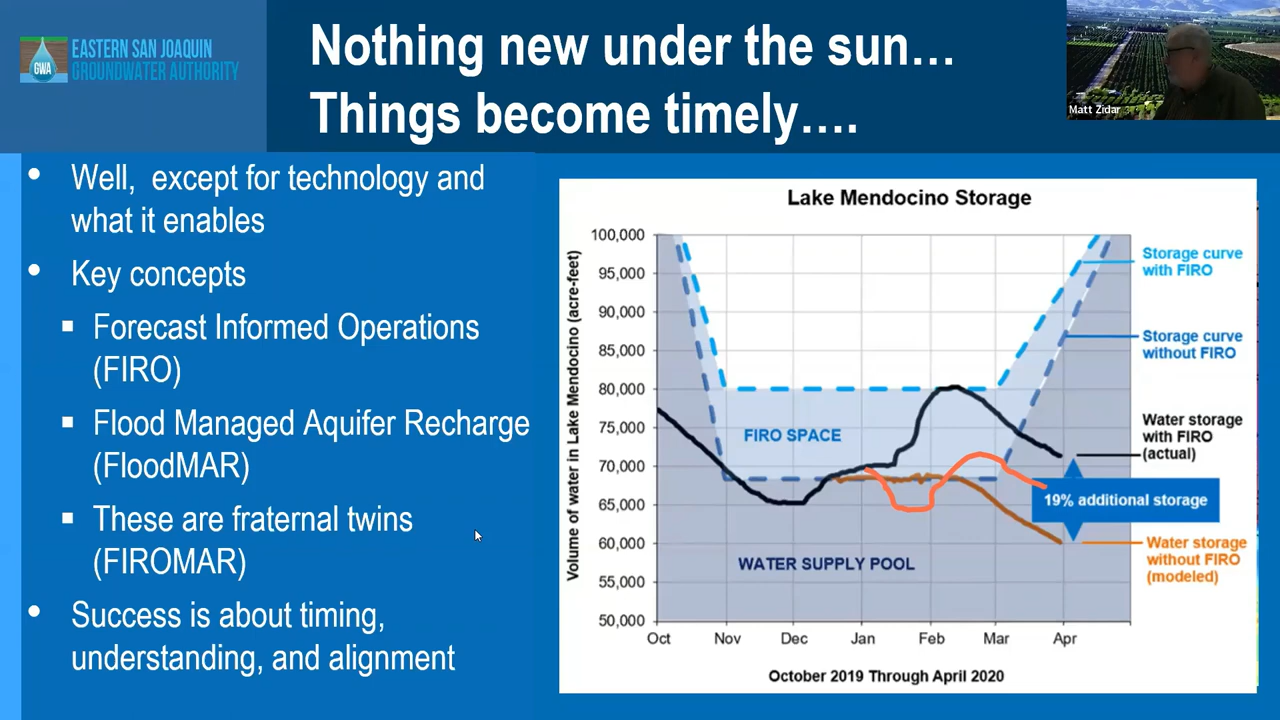 EASTERN SAN JOAQUIN
GROUNDWATER AUTHORITY
GWA
Nothing new under the sun…
Things become timely….
Matt Zidar
• Well, except for technology and
what it enables
• Key concepts
▪ Forecast Informed Operations
(FIRO)
▪ Flood Managed Aquifer Recharge
(FloodMAR)
▪ These are fraternal twins
(FIROMAR)
• Success is about timing,
understanding, and alignment
Lake Mendocino Storage
Volume of water in Lake Mendocino (acre-feet)
100,000
95,000
90,000
85,000
80,000
75,000
70,000
65,000
60,000
55,000
50,000
Oct Nov Dec Jan Feb Mar Apr
October 2019 Through April 2020
FIRO SPACE
WATER SUPPLY POOL
Storage curve
with FIRO
Storage curve
without FIRO
Water storage
with FIRO
(actual)
19% additional storage
Water storage
without FIRO
(modeled)